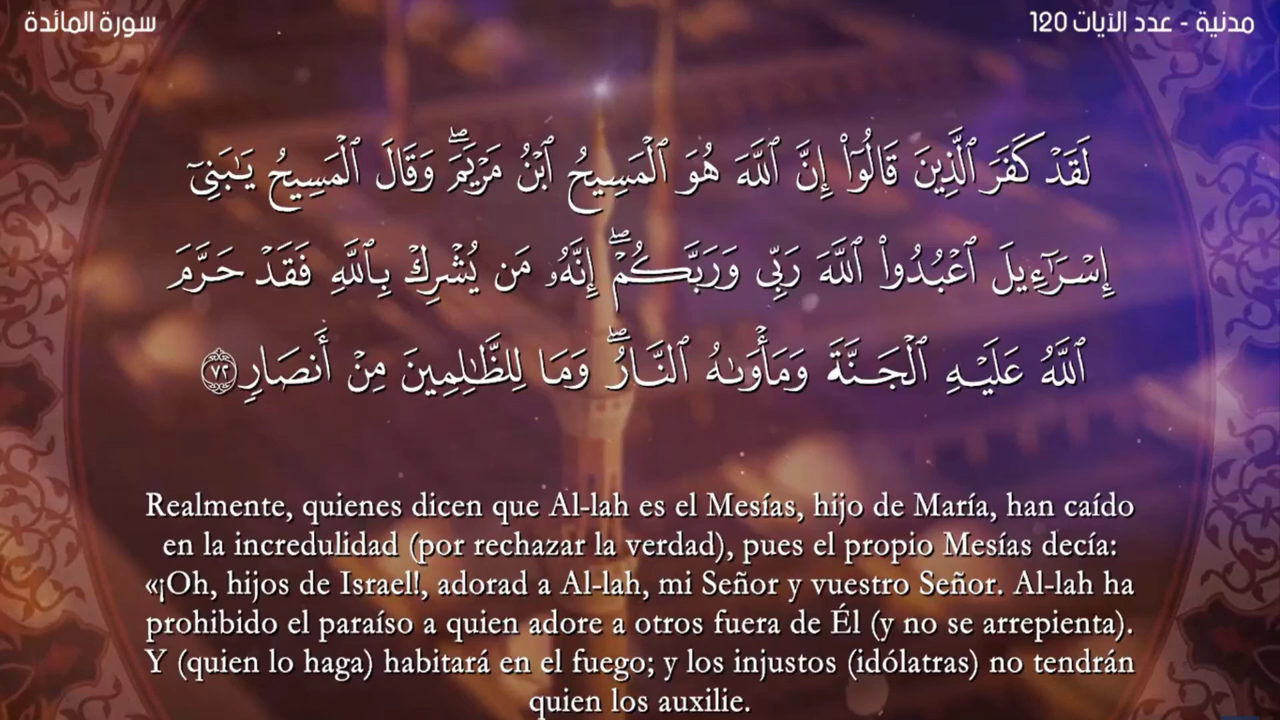 سورة المائدة
مدنية - عدد الآيات 120
لَقَدْ كَفَرَ ٱلَّذِينَ قَالُوٓا۟ إِنَّ ٱللَّهَ هُوَ ٱلْمَسِيحُ ٱبْنُ مَرْيَمَ ۖ وَقَالَ ٱلْمَسِيحُ يَـٰبَنِىٓ
إِسْرَٰٓءِيلَ ٱعْبُدُوا۟ ٱللَّهَ رَبِّى وَرَبَّكُمْ ۖ إِنَّهُۥ مَن يُشْرِكْ بِٱللَّهِ فَقَدْ حَرَّمَ
ٱللَّهُ عَلَيْهِ ٱلْجَنَّةَ وَمَأْوَىٰهُ ٱلنَّارُ ۖ وَمَا لِلظَّـٰلِمِينَ مِنْ أَنصَارٍ ٧٢
Realmente, quienes dicen que Al-lah es el Mesías, hijo de María, han caído
en la incredulidad (por rechazar la verdad), pues el propio Mesías decía:
«¡Oh, hijos de Israel!, adorad a Al-lah, mi Señor y vuestro Señor. Al-lah ha
prohibido el paraíso a quien adore a otros fuera de Él (y no se arrepienta).
Y (quien lo haga) habitará en el fuego; y los injustos (idólatras) no tendrán
quien los auxilie.